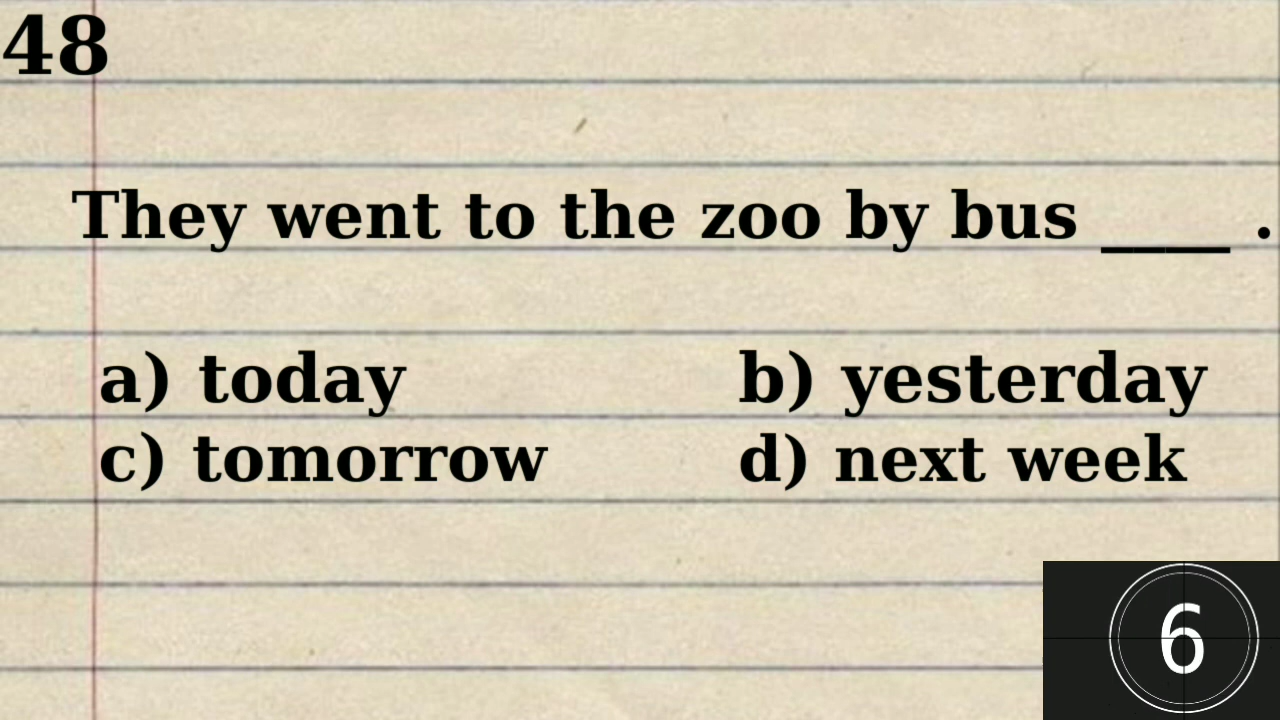 48
They went to the zoo by bus ____ .
a) today b) yesterday
c) tomorrow d) next week
6